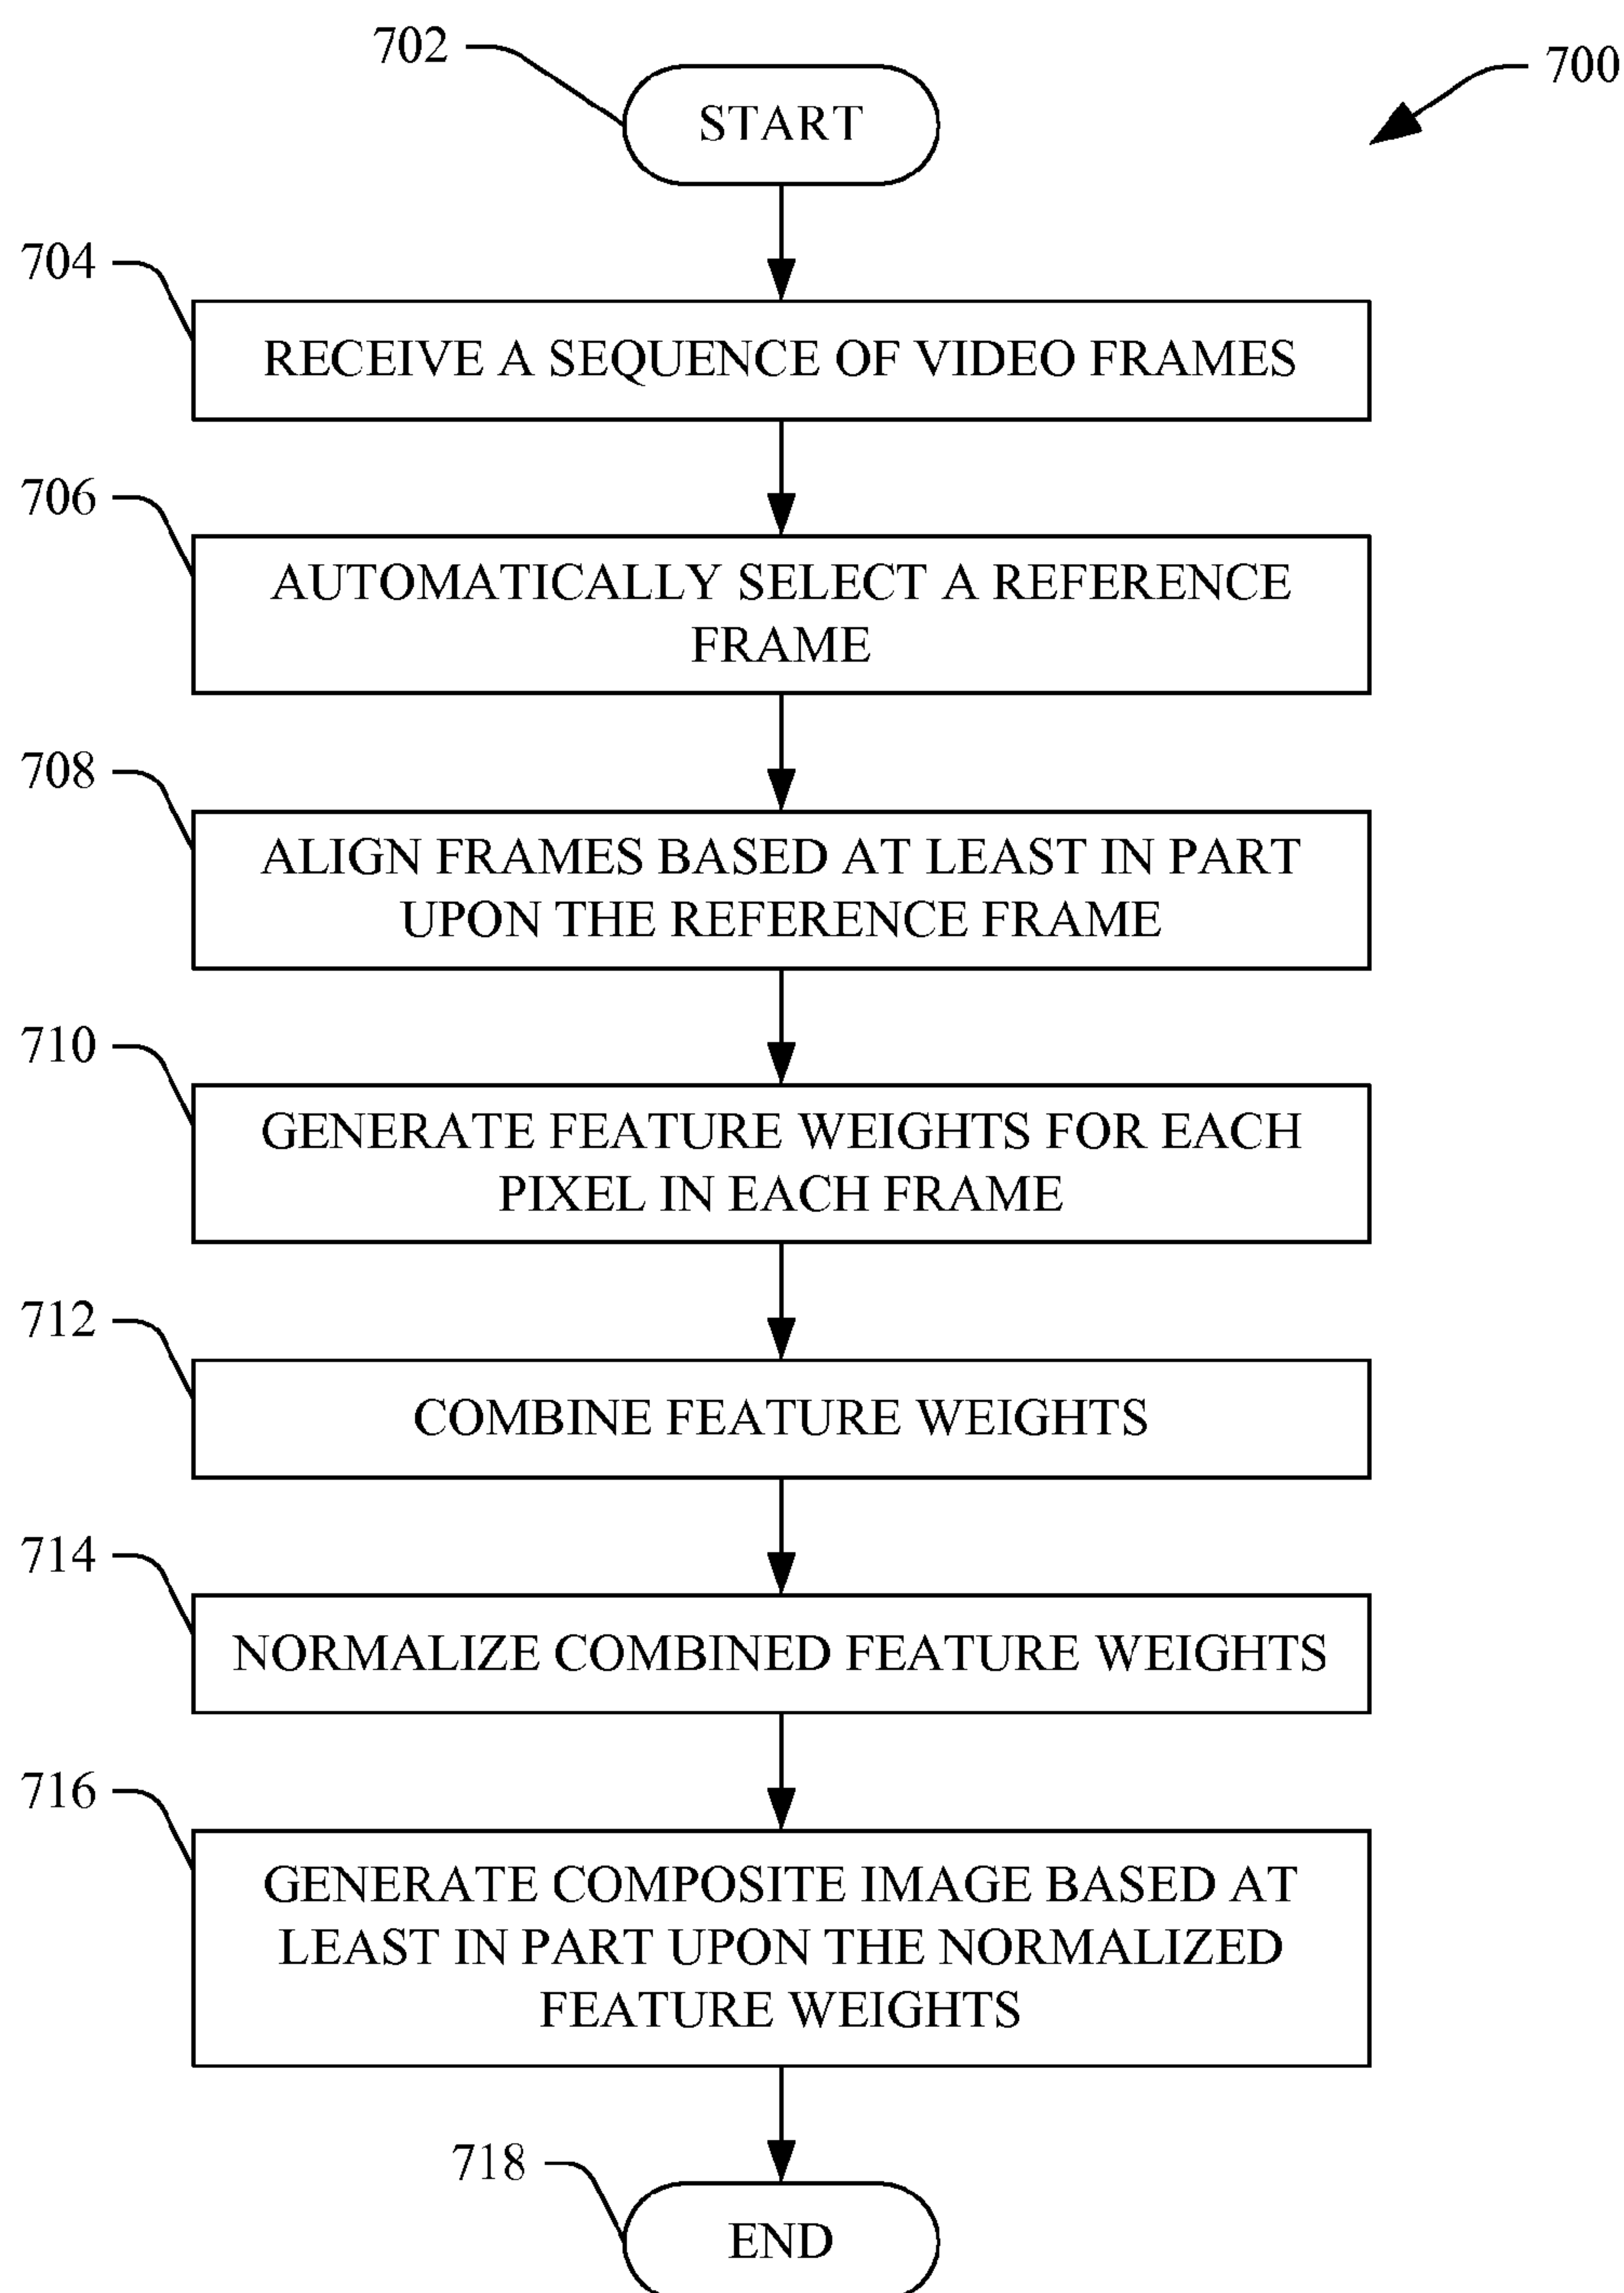 702
START
700
704
RECEIVE A SEQUENCE OF VIDEO FRAMES
706
AUTOMATICALLY SELECT A REFERENCE
FRAME
708
ALIGN FRAMES BASED AT LEAST IN PART
UPON THE REFERENCE FRAME
710
GENERATE FEATURE WEIGHTS FOR EACH
PIXEL IN EACH FRAME
712
COMBINE FEATURE WEIGHTS
714
NORMALIZE COMBINED FEATURE WEIGHTS
716
GENERATE COMPOSITE IMAGE BASED AT
LEAST IN PART UPON THE NORMALIZED
FEATURE WEIGHTS
718
END